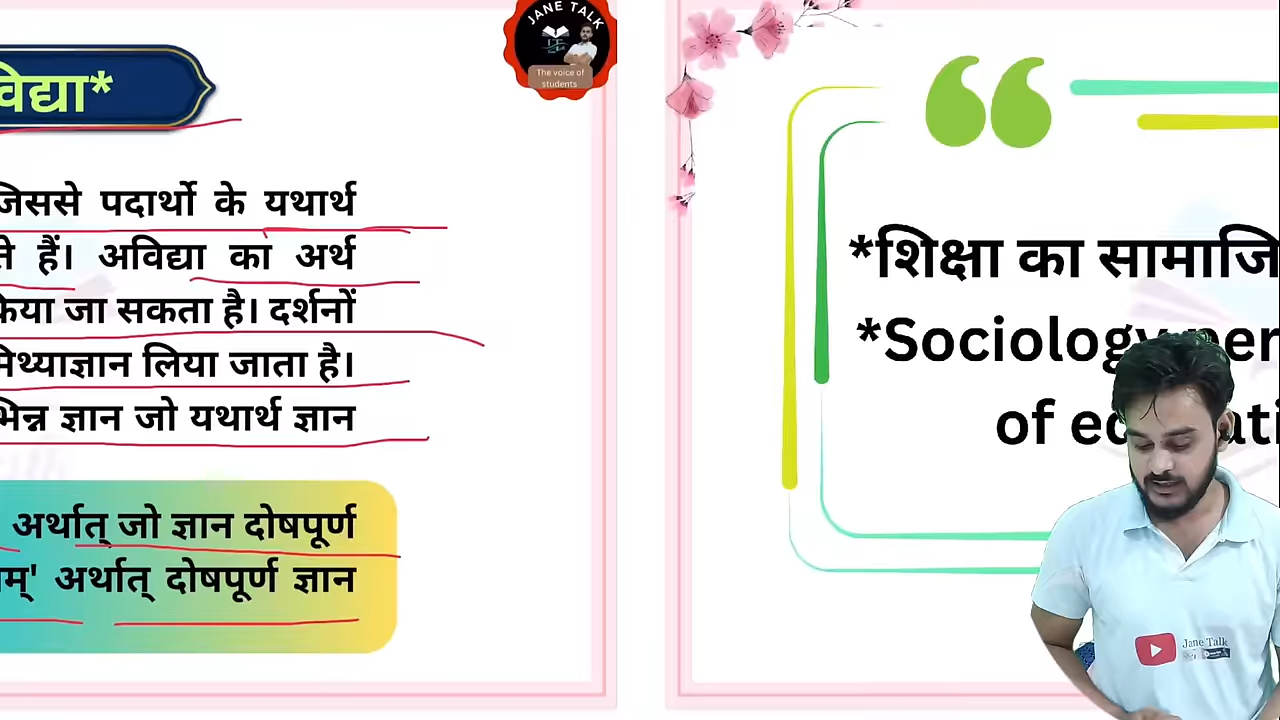 विद्या*
जिससे पदार्थो के यथार्थ
हैं। अविद्या का अर्थ
किया जा सकता है। दर्शनों
मिथ्याज्ञान लिया जाता है।
भिन्न ज्ञान जो यथार्थ ज्ञान
अर्थात् जो ज्ञान दोषपूर्ण
अर्थात् दोषपूर्ण ज्ञान
JANE TALK
The voice of
students
*शिक्षा का सामाजि
*Sociology per
of ed
Jane Talk